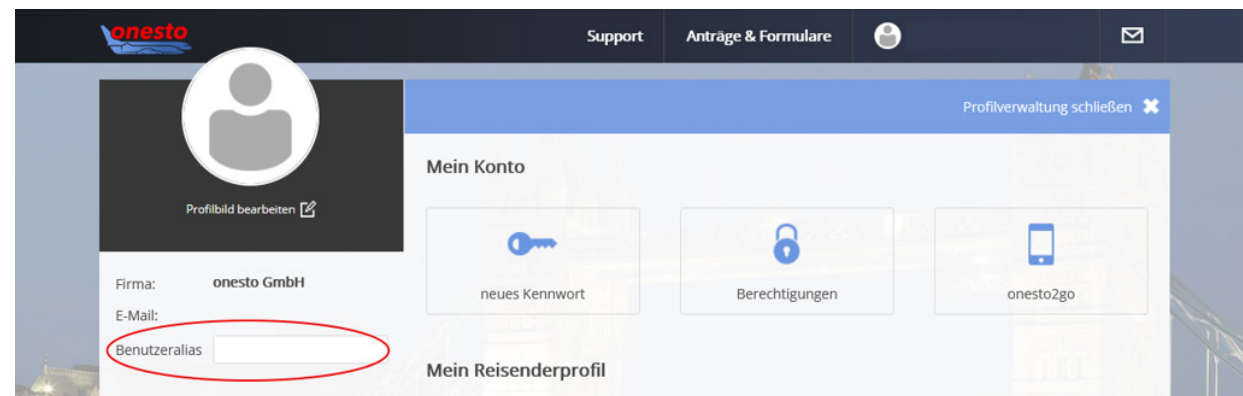 onesto
Support
Anträge & Formulare
Profilverwaltung schließen
Profilbild bearbeiten
Mein Konto
neues Kennwort
Berechtigungen
onesto2go
Firma: onesto GmbH
E-Mail:
Benutzeralias
Mein Reisenderprofil